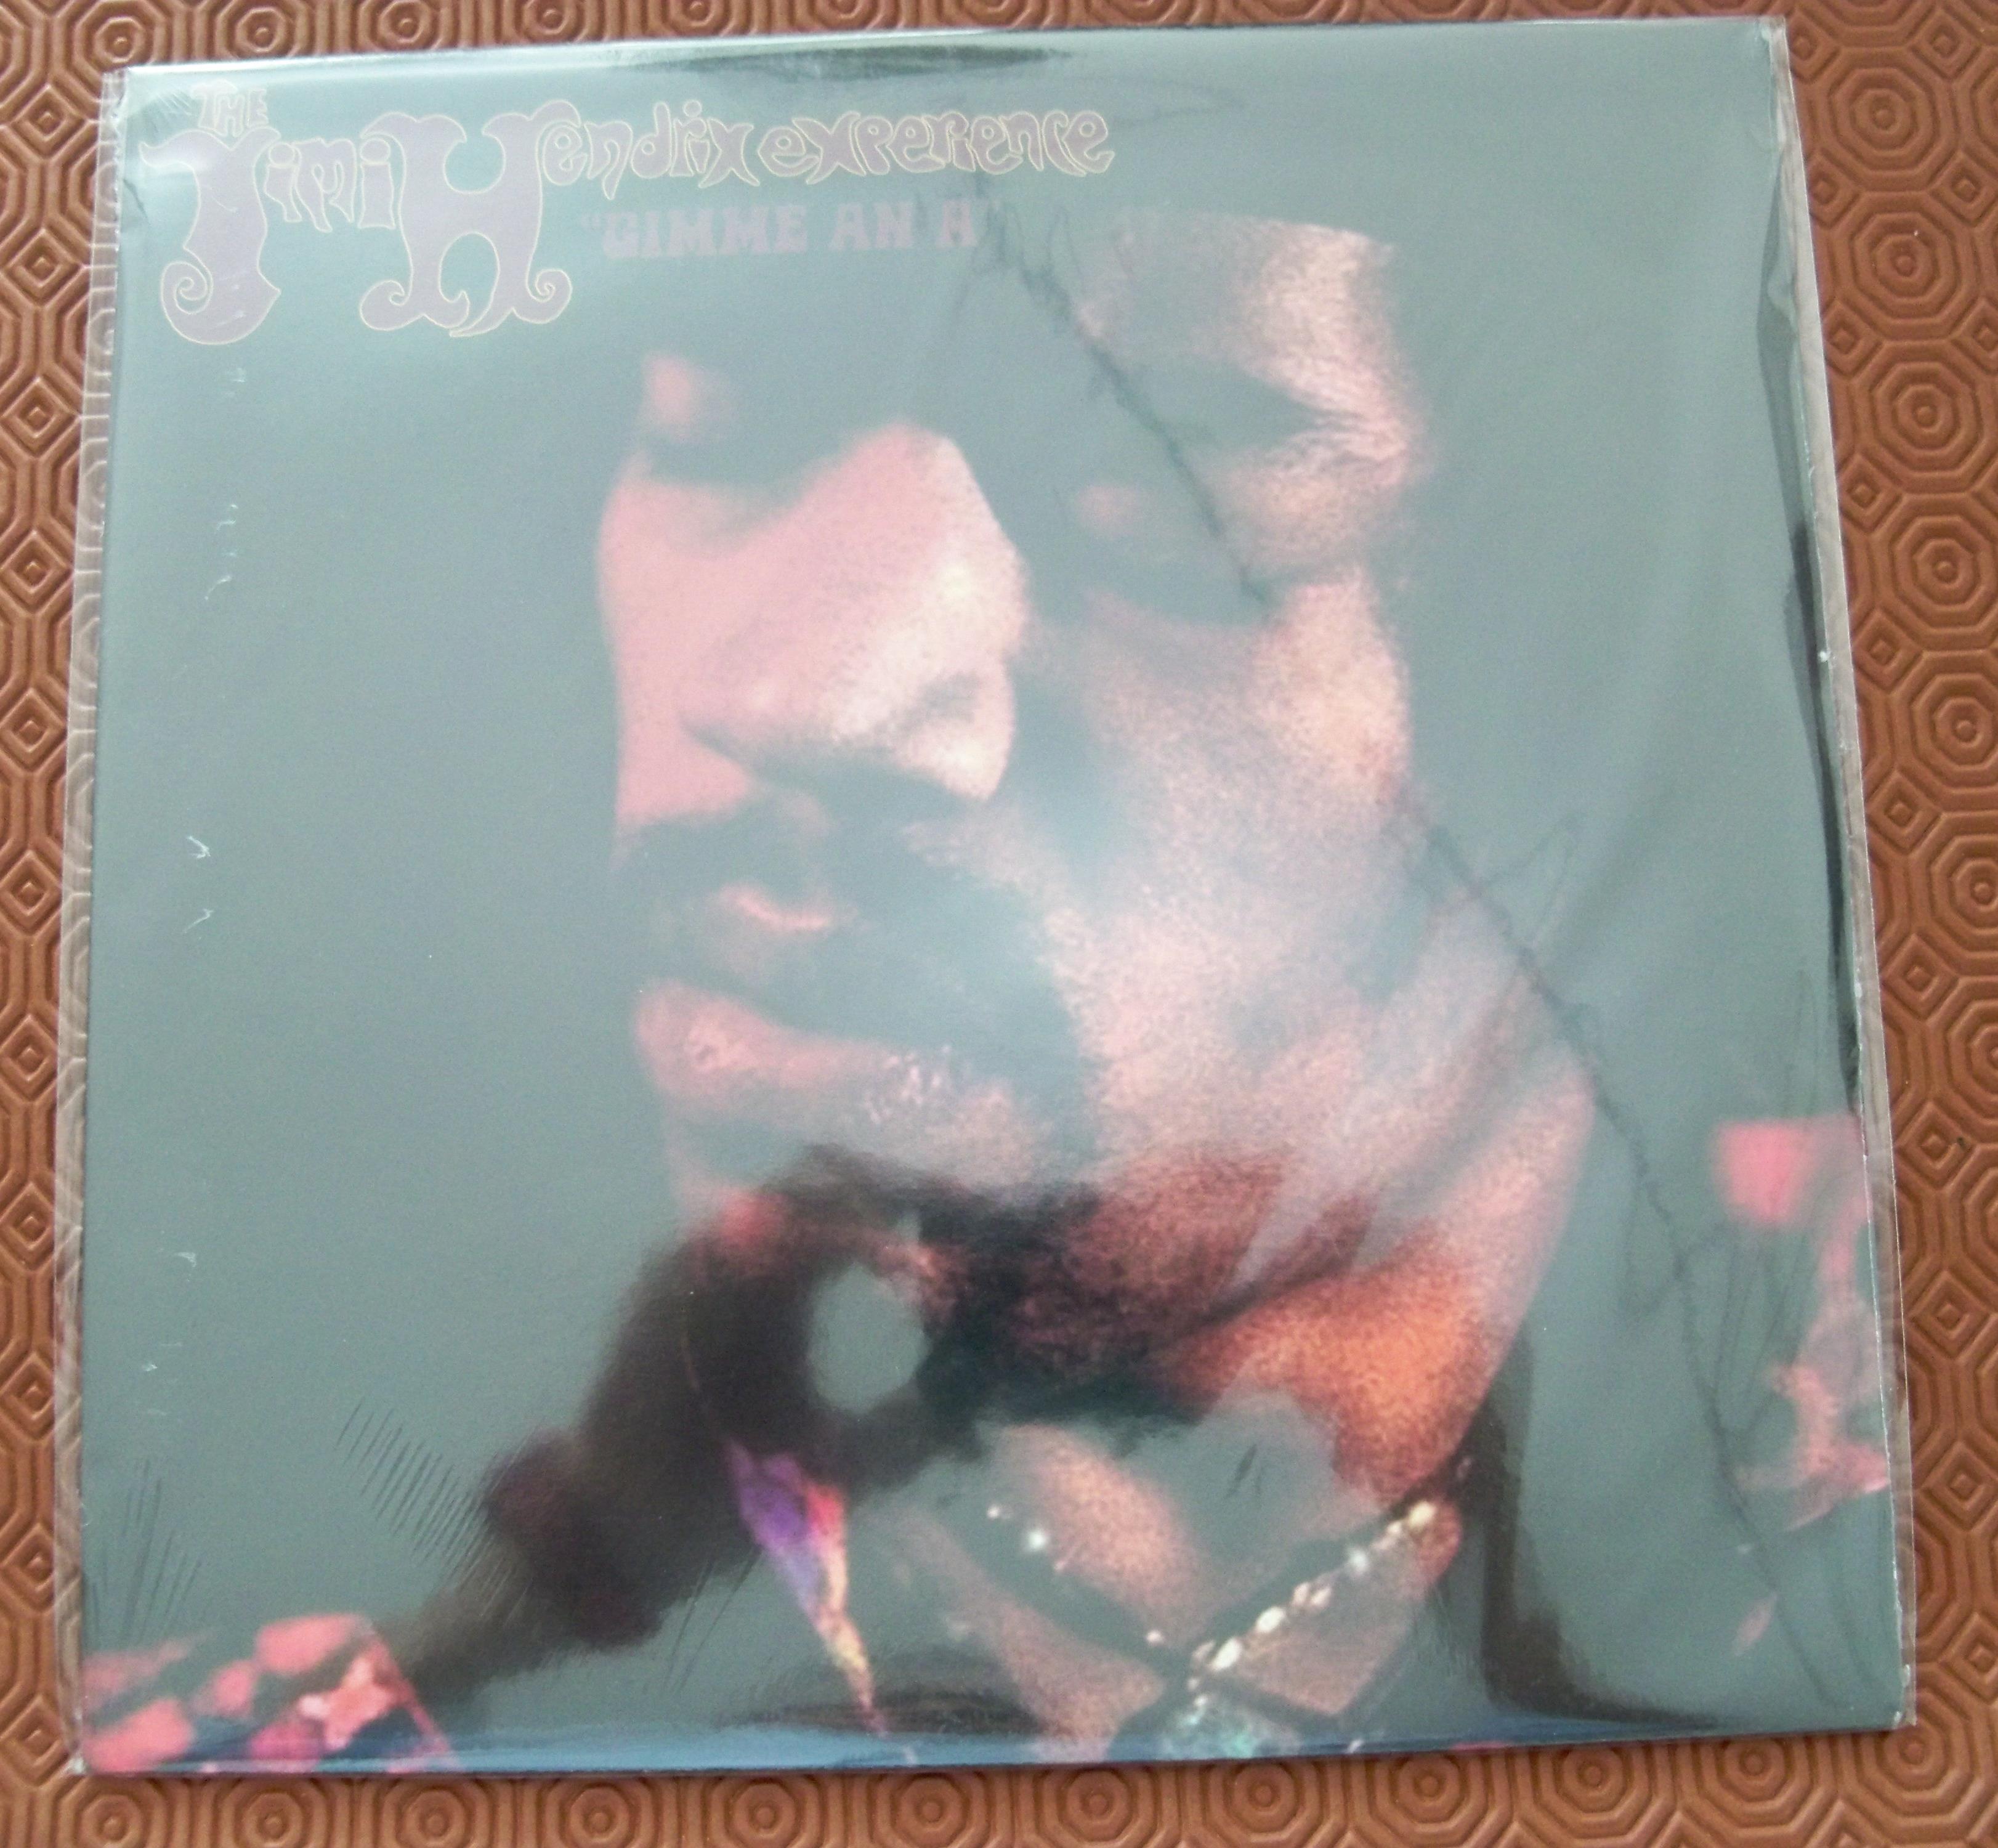 THE
Jimi Hendrix experience
"GIMME AN H"